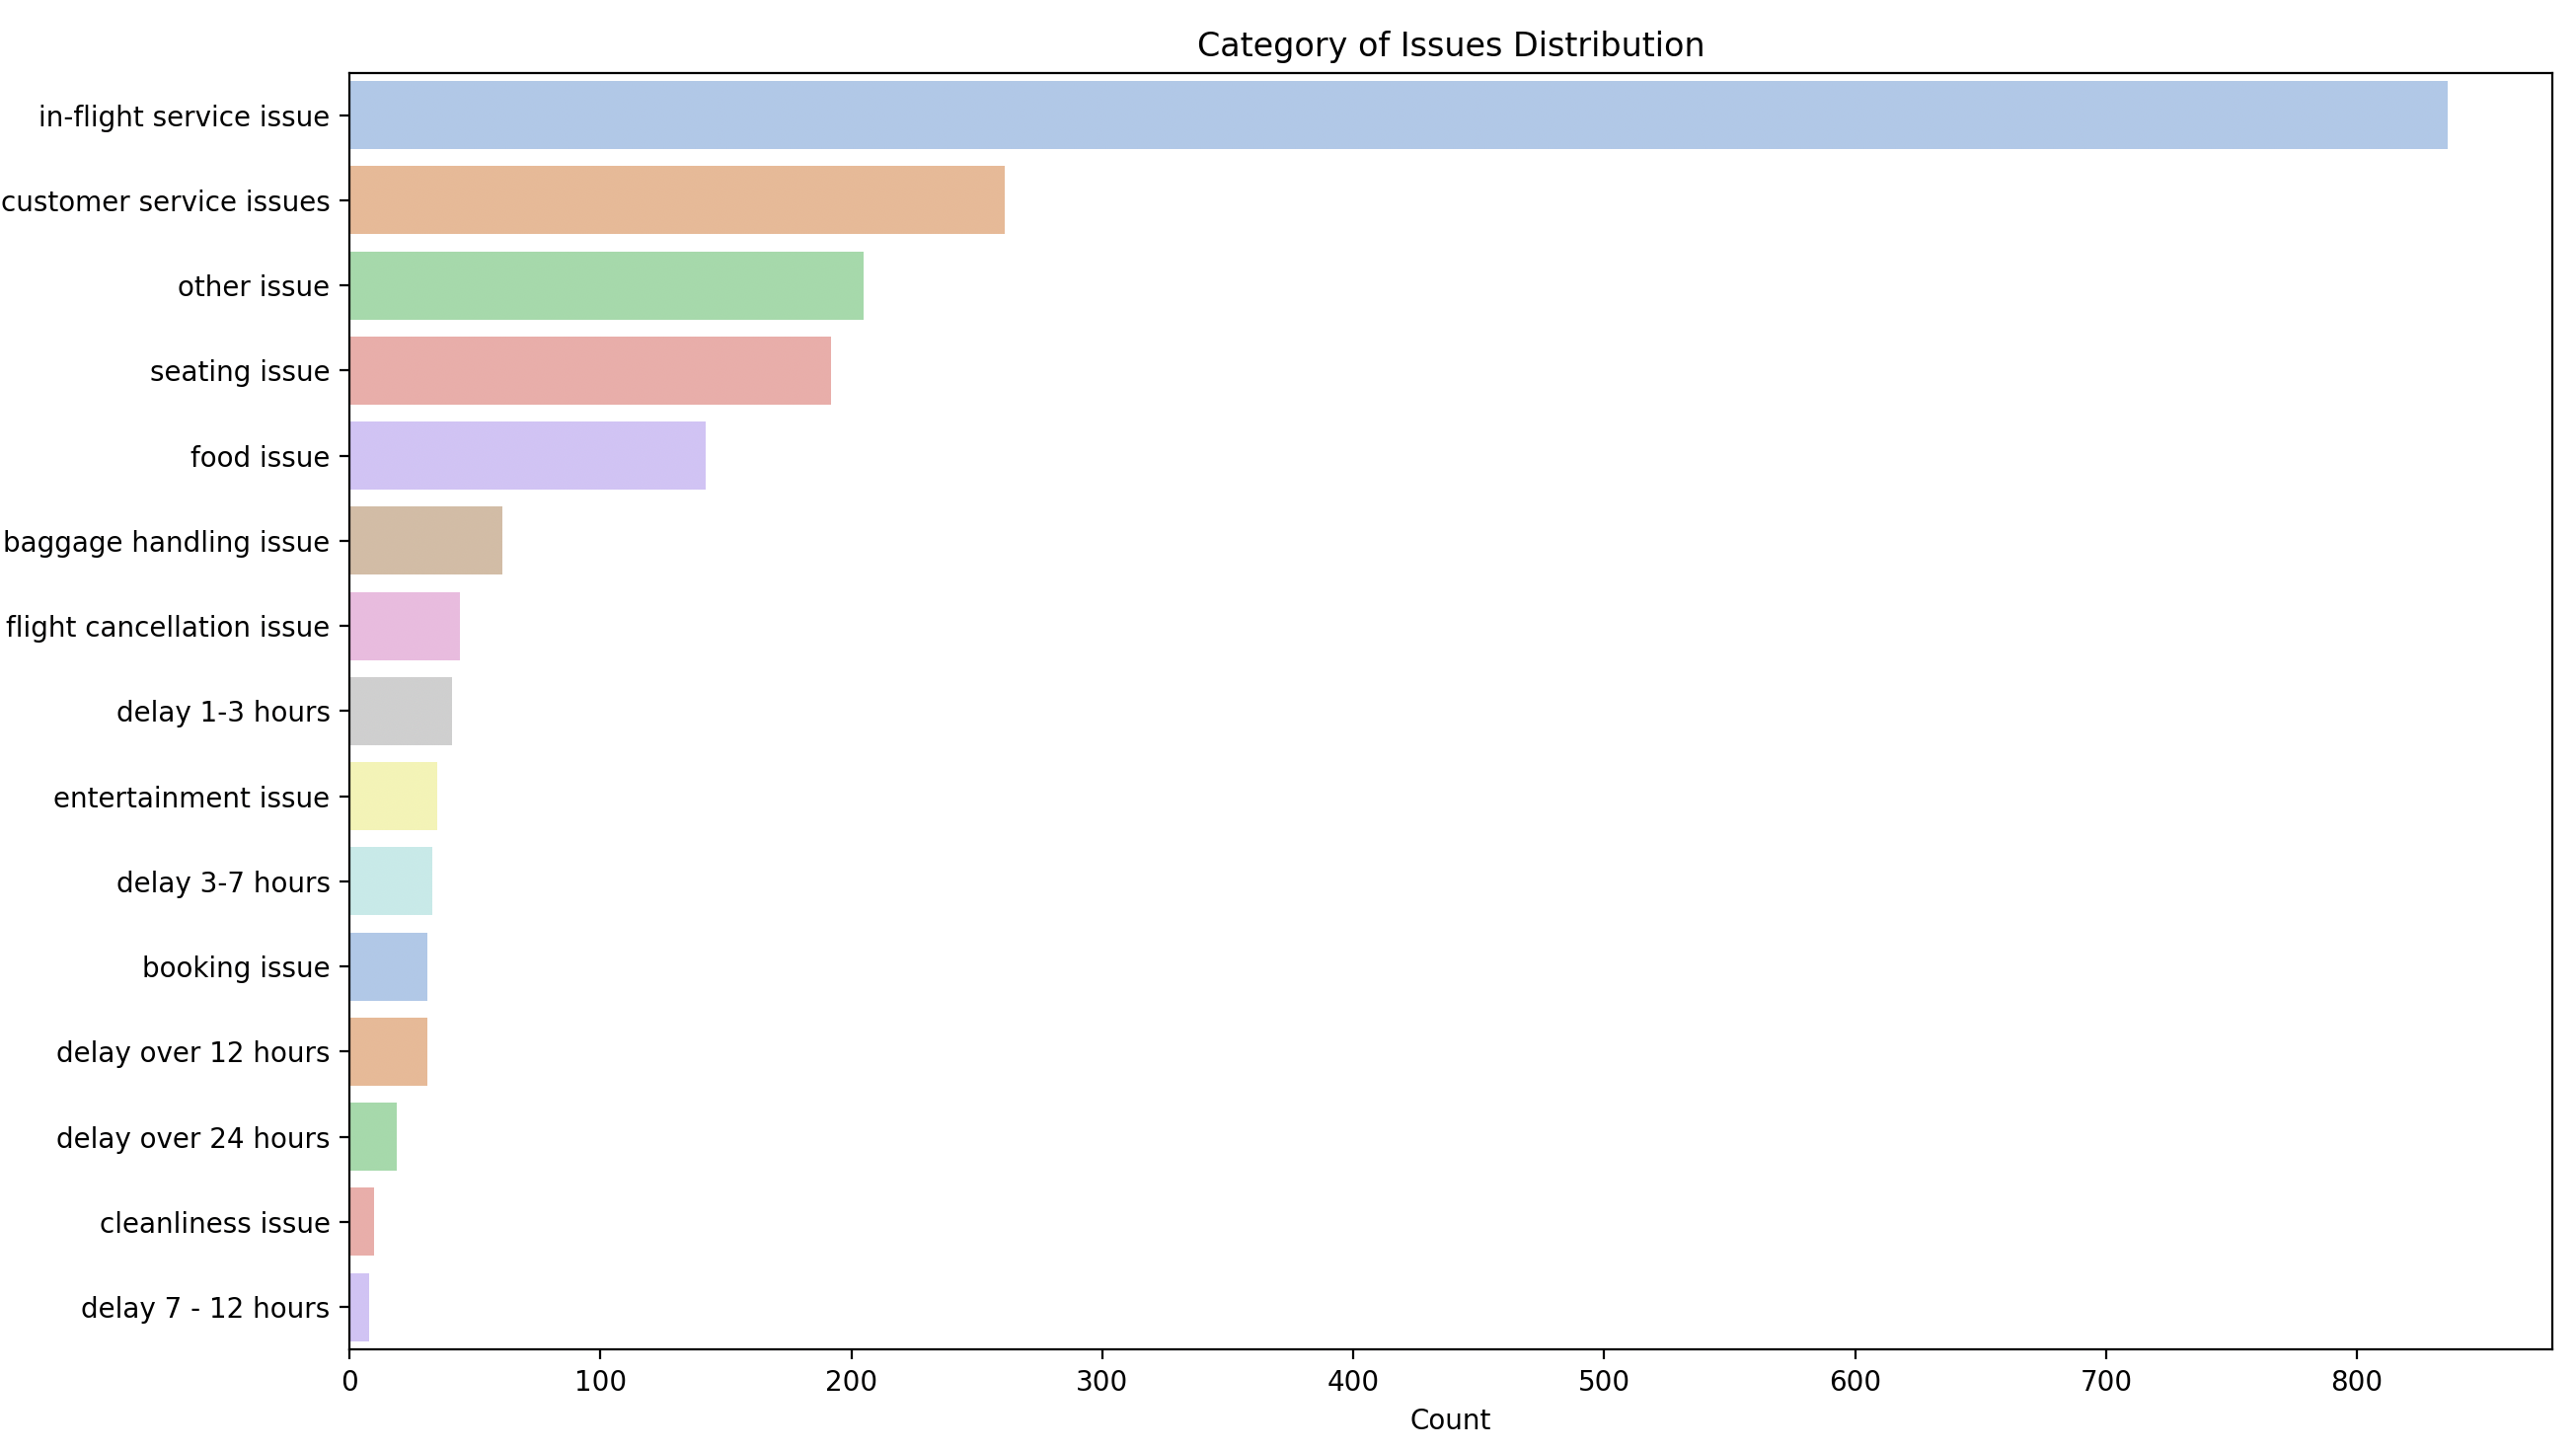 Category of Issues Distribution
in-flight service issue
customer service issues
other issue
seating issue
food issue
baggage handling issue
flight cancellation issue
delay 1-3 hours
entertainment issue
delay 3-7 hours
booking issue
delay over 12 hours
delay over 24 hours
cleanliness issue
delay 7 - 12 hours
0 100 200 300 400 500 600 700 800
Count